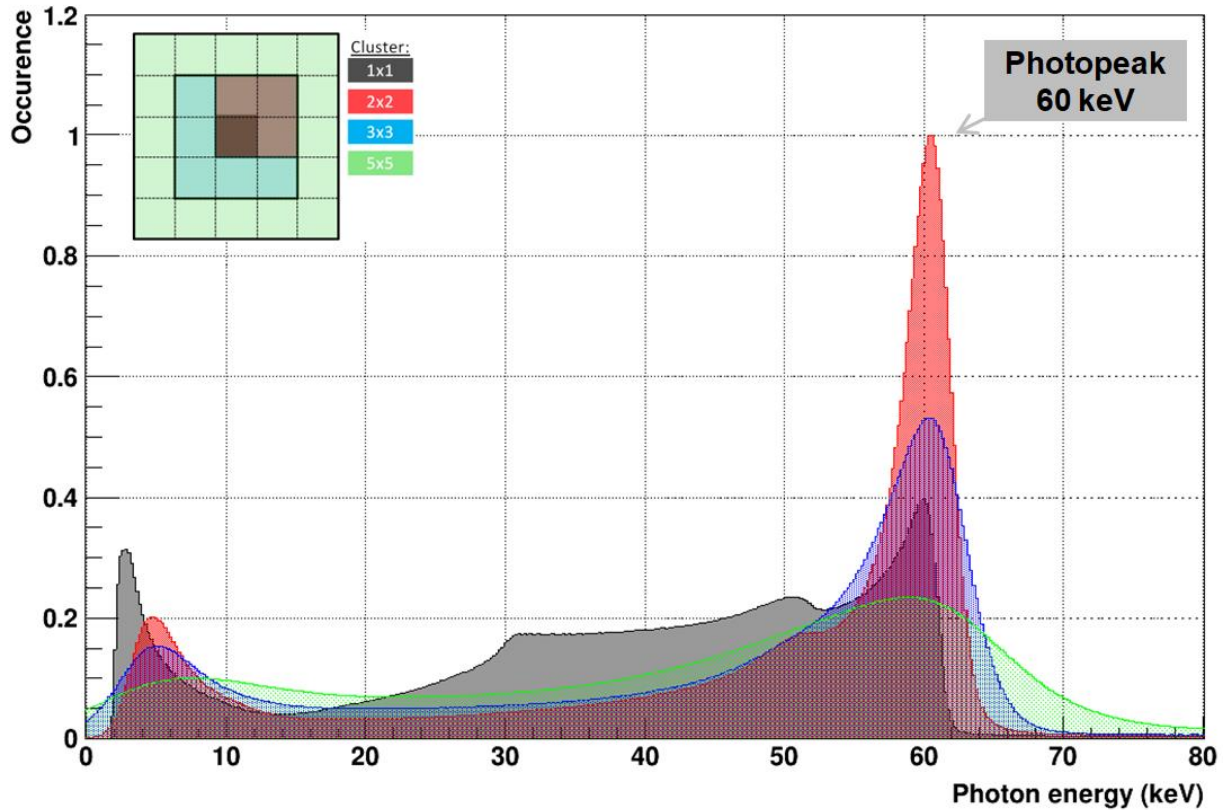 Occurence
1.2
1
0.8
0.6
0.4
0.2
0
Cluster:
1x1
2x2
3x3
5x5
Photopeak
60 keV
0 10 20 30 40 50 60 70 80
Photon energy (keV)